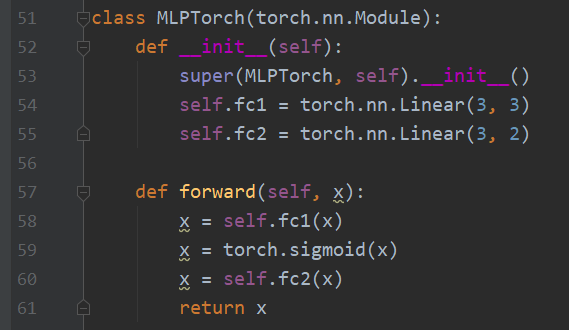 51 class MLPTorch(torch.nn.Module):
52     def __init__(self):
53         super(MLPTorch, self).__init__()
54         self.fc1 = torch.nn.Linear(3, 3)
55         self.fc2 = torch.nn.Linear(3, 2)
56
57     def forward(self, x):
58         x = self.fc1(x)
59         x = torch.sigmoid(x)
60         x = self.fc2(x)
61         return x